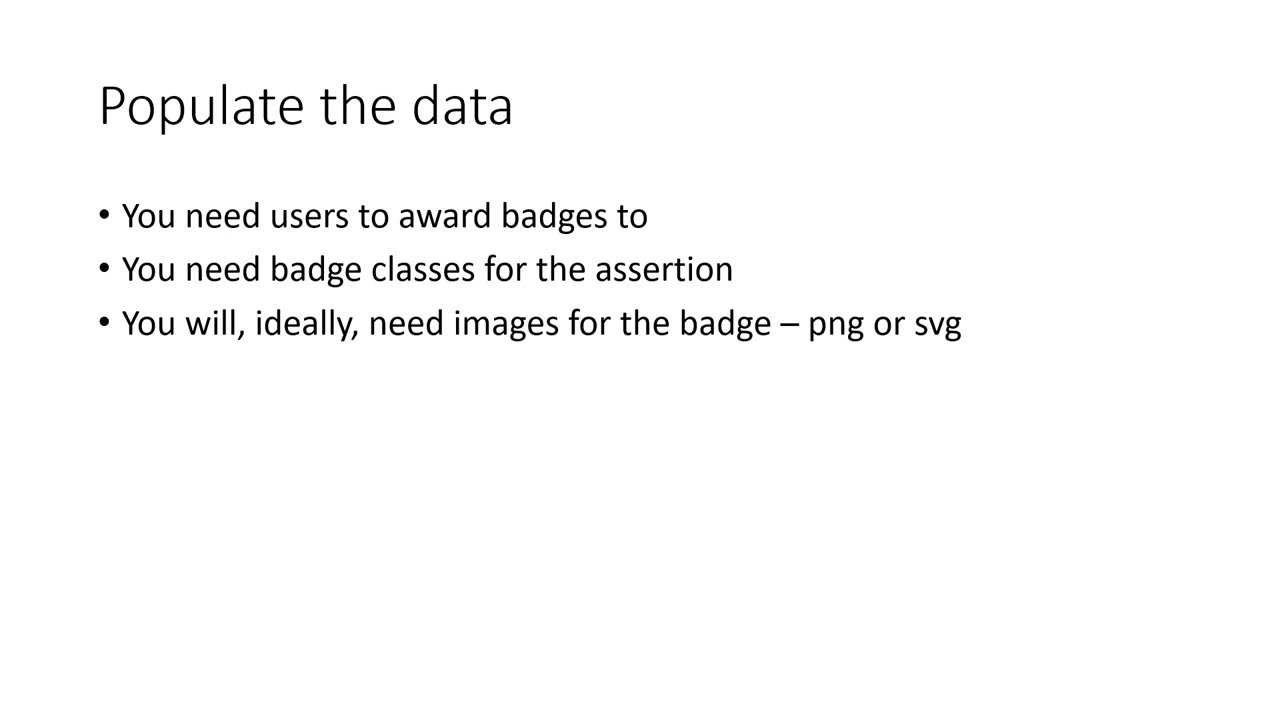 Populate the data
• You need users to award badges to
• You need badge classes for the assertion
• You will, ideally, need images for the badge – png or svg